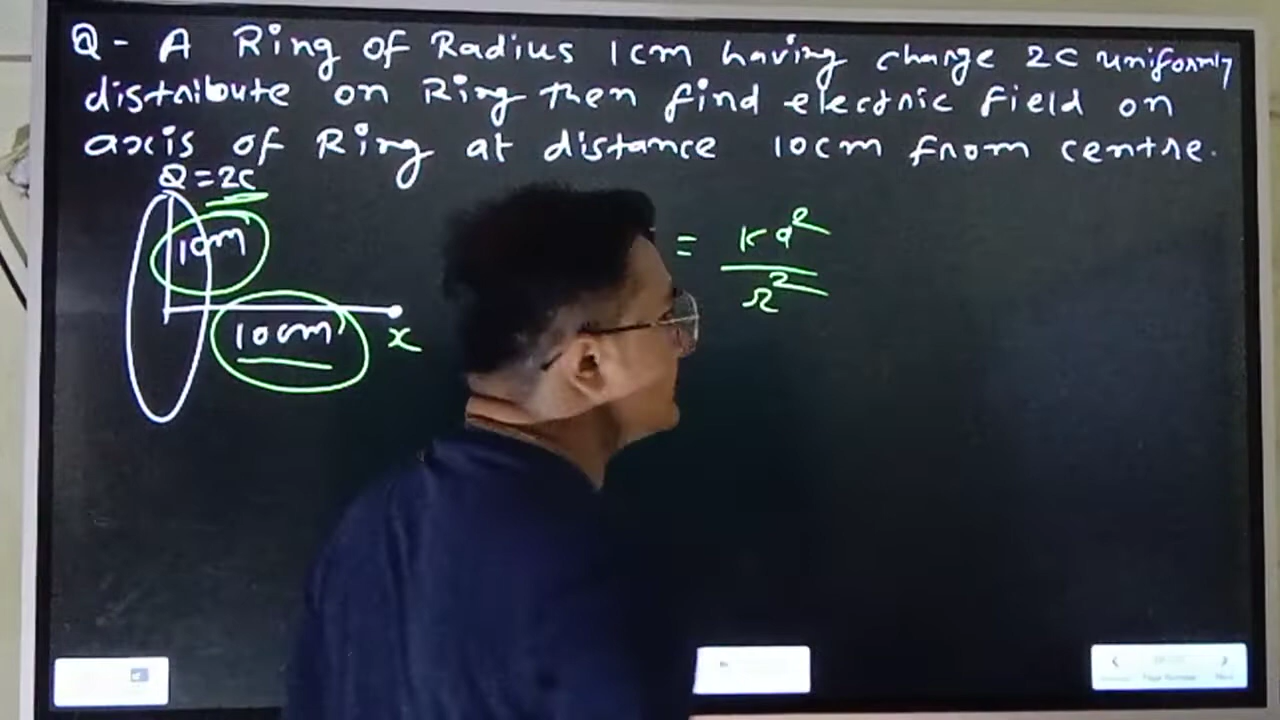 Q - A Ring of Radius 1cm having charge 2C uniformly
distribute on Ring then find electric field on
axis of Ring at distance 10cm from centre.
Q = 2C
1cm
10cm
x
= kq²
r²